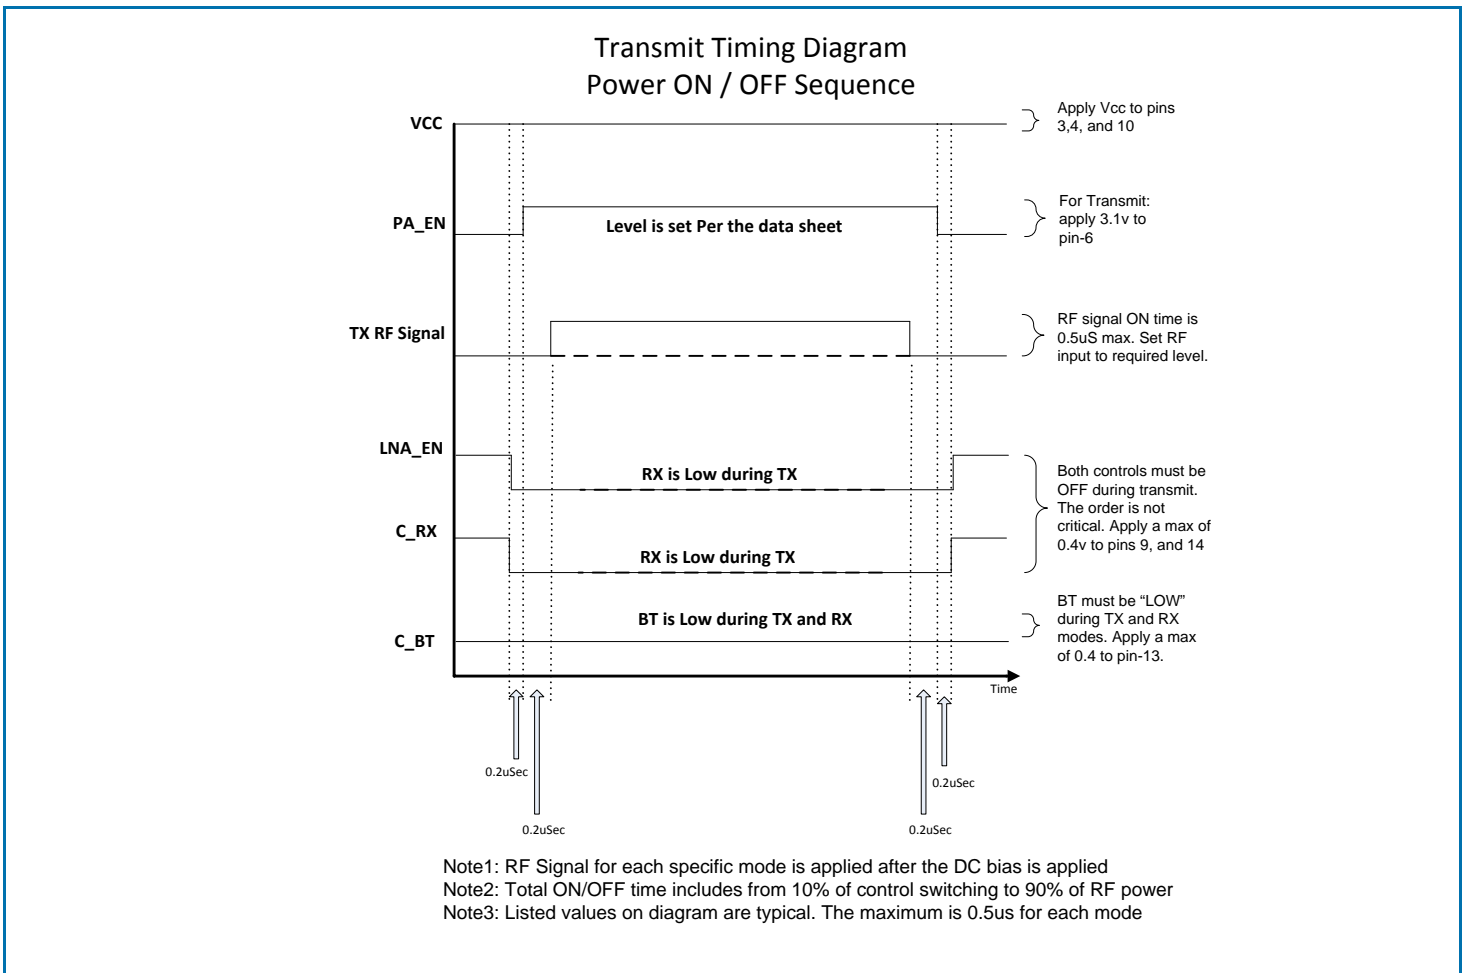 Transmit Timing Diagram
Power ON / OFF Sequence
VCC
Apply Vcc to pins
3,4, and 10
PA_EN
Level is set Per the data sheet
For Transmit:
apply 3.1v to
pin-6
TX RF Signal
RF signal ON time is
0.5uS max. Set RF
input to required level.
LNA_EN
RX is Low during TX
Both controls must be
OFF during transmit.
The order is not
critical. Apply a max of
0.4v to pins 9, and 14
C_RX
RX is Low during TX
BT is Low during TX and RX
C_BT
BT must be “LOW”
during TX and RX
modes. Apply a max
of 0.4 to pin-13.
Time
0.2uSec
0.2uSec
0.2uSec
0.2uSec
Note1: RF Signal for each specific mode is applied after the DC bias is applied
Note2: Total ON/OFF time includes from 10% of control switching to 90% of RF power
Note3: Listed values on diagram are typical. The maximum is 0.5us for each mode